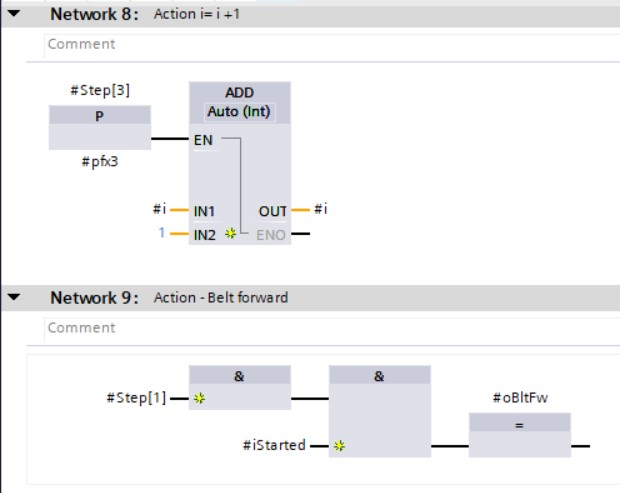 Network 8: Action i= i +1
Comment
#Step[3]
P
#pfx3
ADD
Auto (Int)
EN
#i IN1 OUT #i
1 IN2 ENO
Network 9: Action - Belt forward
Comment
& &
#Step[1] #oBltFw
=
#iStarted